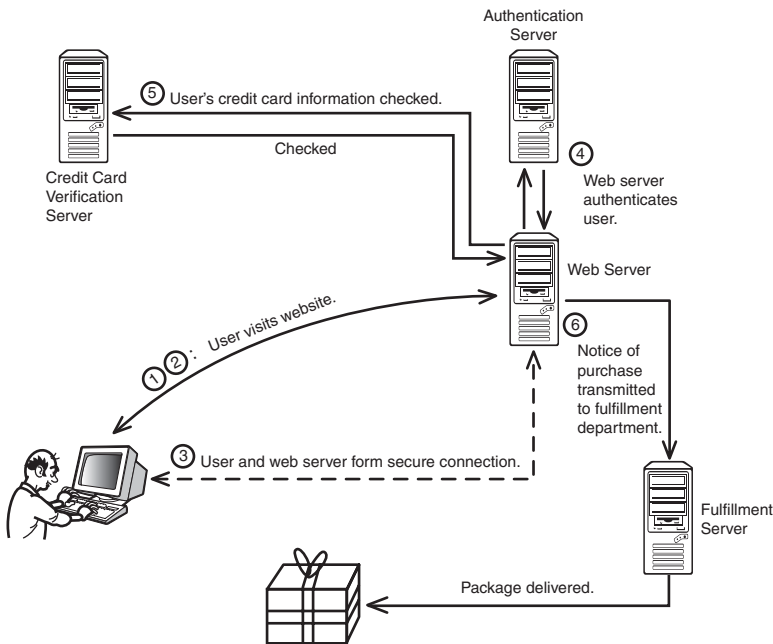 Authentication
Server
⑤ User's credit card information checked.
Checked
Credit Card
Verification
Server
④
Web server
authenticates
user.
Web Server
① ② : User visits website.
⑥
Notice of
purchase
transmitted
to fulfillment
department.
③ User and web server form secure connection.
Fulfillment
Server
Package delivered.